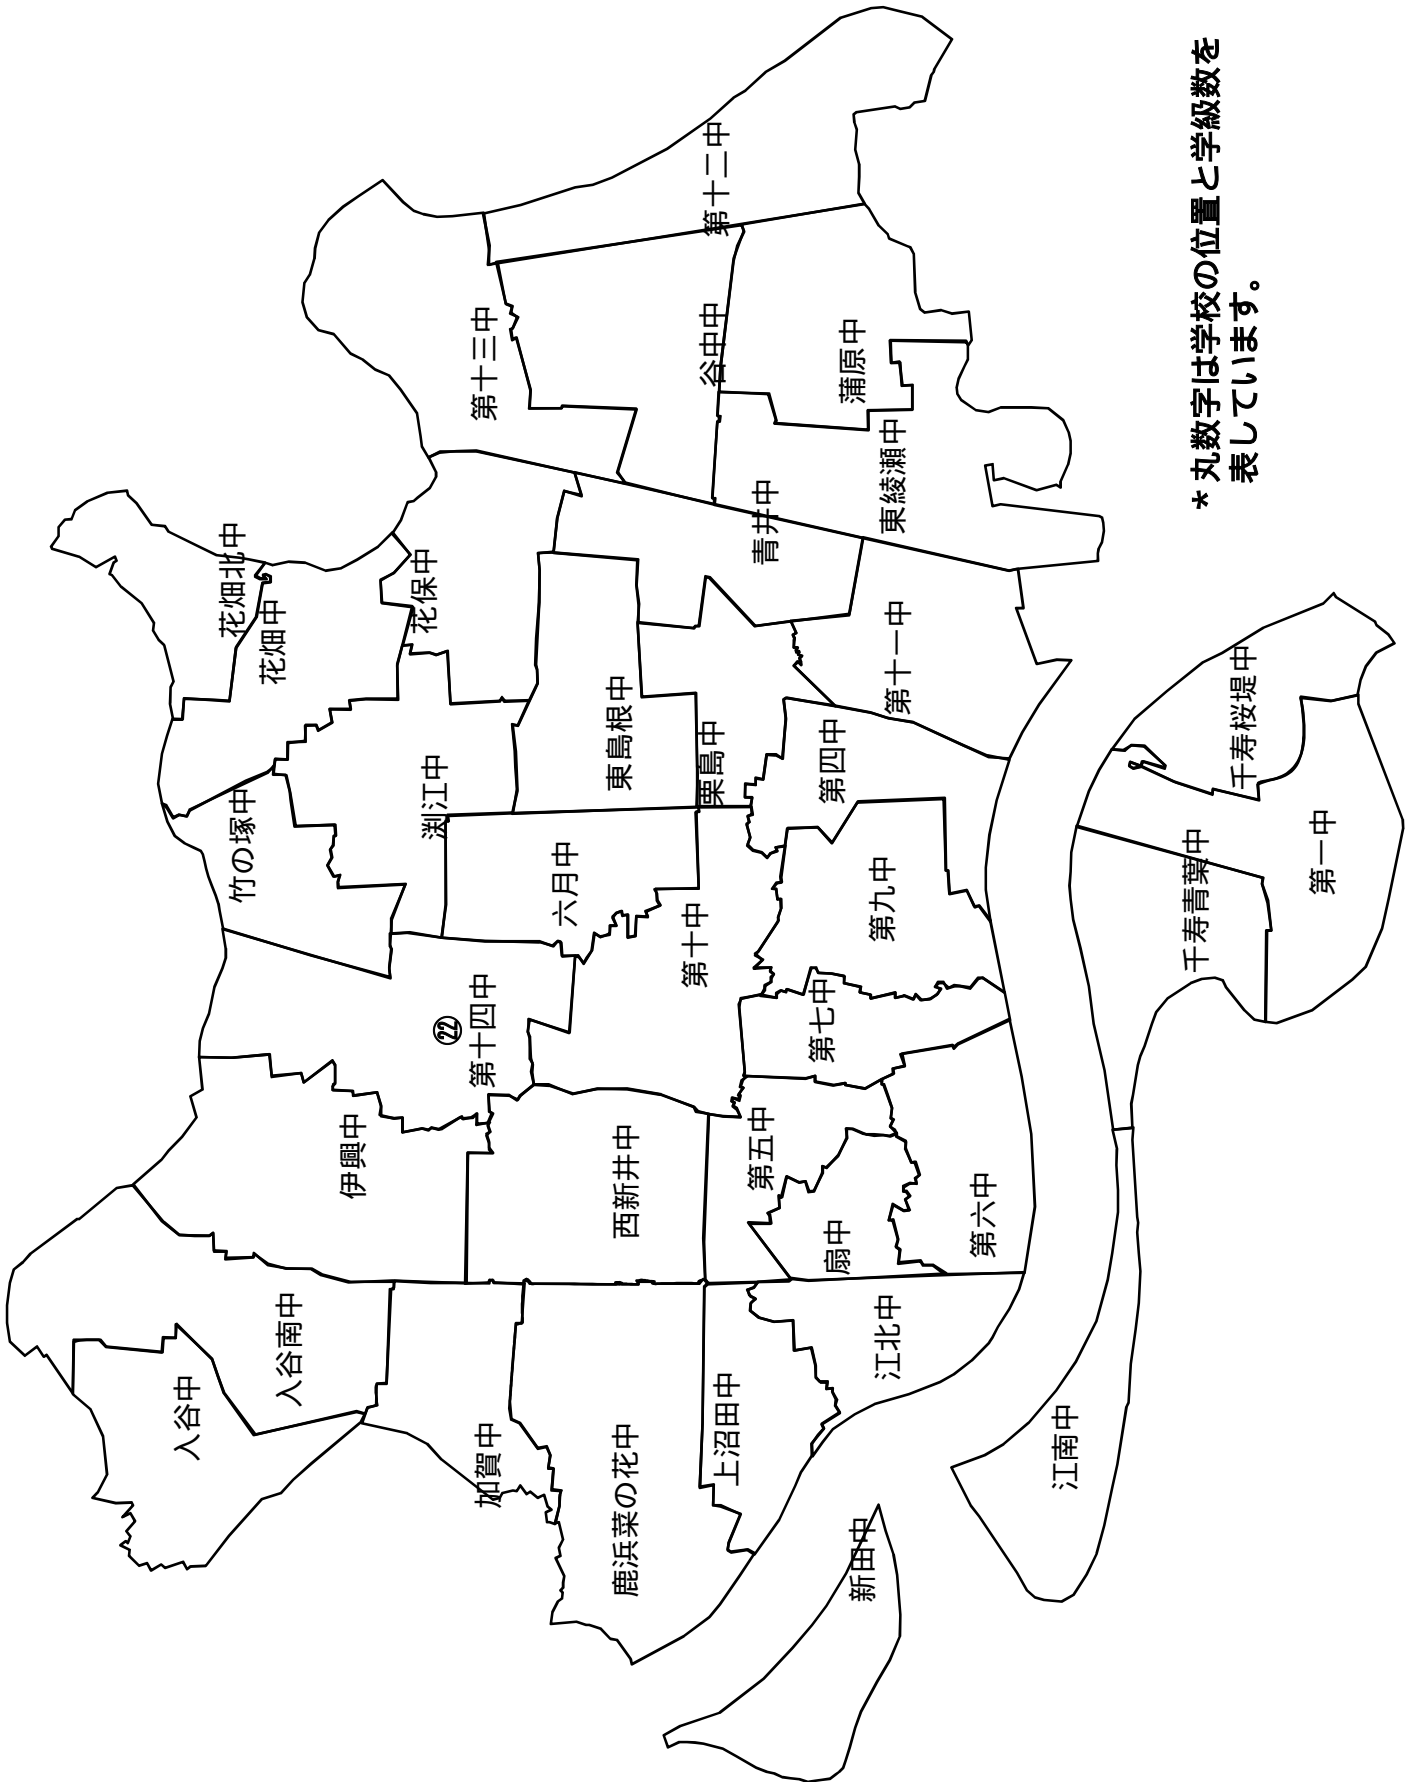 花畑北中
花畑中
竹の塚中
入谷南中
入谷中
花保中
第十三中
渕江中
㉒
第十四中
伊興中
加賀中
東島根中
六月中
西新井中
鹿浜菜の花中
第十二中
谷中中
青井中
栗島中
第十中
第五中
上沼田中
蒲原中
東綾瀬中
第四中
第九中
第七中
扇中
新田中
第十一中
江北中
第六中
江南中
千寿桜堤中
千寿青葉中
第一中
*丸数字は学校の位置と学級数を
表しています。